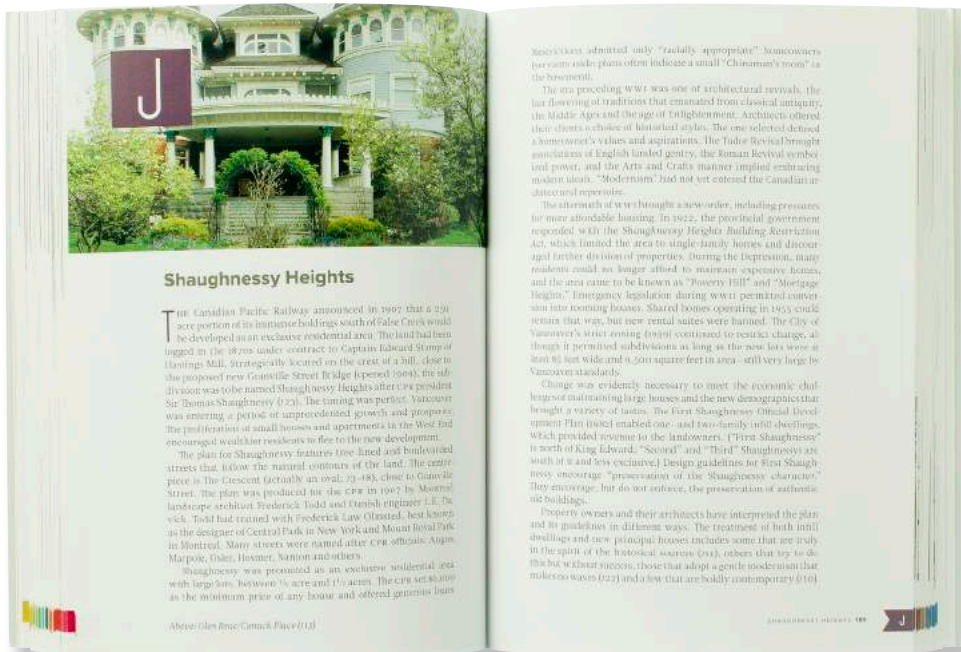 J
Shaughnessy Heights
THE Canadian Pacific Railway announced in 1907 that a 250-
acre portion of its immense holdings south of False Creek would
be developed as an exclusive residential area. The land had been
logged in the 1870s under contract to Captain Edward Stamp of
Hastings Mill. Strategically located on the crest of a hill, close to
the proposed new Granville Street Bridge (opened 1909), the sub-
division was to be named Shaughnessy Heights after CPR president
Sir Thomas Shaughnessy (J23). The timing was perfect. Vancouver
was entering a period of unprecedented growth and prosperity.
The proliferation of small houses and apartments in the West End
encouraged wealthier residents to flee to the new development.
The plan for Shaughnessy features tree-lined and boulevarded
streets that follow the natural contours of the land. The centre-
piece is The Crescent (actually an oval; J3–18), close to Granville
Street. The plan was produced for the CPR in 1907 by Montreal
landscape architect Frederick Todd and Danish engineer L.E. Da-
vick. Todd had trained with Frederick Law Olmsted, best known
as the designer of Central Park in New York and Mount Royal Park
in Montreal. Many streets were named after CPR officials: Angus,
Marpole, Osler, Hosmer, Nanton and others.
Shaughnessy was promoted as an exclusive residential area
with large lots, between ⅕ acre and 1½ acres. The CPR set $6,000
as the minimum price of any house and offered generous loans
Above: Glen Brae/Canuck Place (J13)
Restrictions admitted only "racially appropriate" homeowners
(servants aside; plans often indicate a small "Chinaman's room" in
the basement).
The era preceding WWI was one of architectural revivals, the
last flowering of traditions that emanated from classical antiquity,
the Middle Ages and the age of Enlightenment. Architects offered
their clients a choice of historical styles. The one selected defined
a homeowner's values and aspirations. The Tudor Revival brought
associations of English landed gentry, the Roman Revival symbol-
ized power, and the Arts and Crafts manner implied embracing
modern ideals. "Modernism" had not yet entered the Canadian ar-
chitectural repertoire.
The aftermath of WWI brought a new order, including pressures
for more affordable housing. In 1922, the provincial government
responded with the Shaughnessy Heights Building Restriction
Act, which limited the area to single-family homes and discour-
aged further division of properties. During the Depression, many
residents could no longer afford to maintain expensive homes,
and the area came to be known as "Poverty Hill" and "Mortgage
Heights." Emergency legislation during WWII permitted conver-
sion into rooming houses. Shared homes operating in 1955 could
remain that way, but new rental suites were banned. The City of
Vancouver's strict zoning (1939) continued to restrict change, al-
though it permitted subdivisions as long as the new lots were at
least 85 feet wide and 9,500 square feet in area – still very large by
Vancouver standards.
Change was evidently necessary to meet the economic chal-
lenges of maintaining large houses and the new demographics that
brought a variety of tastes. The First Shaughnessy Official Devel-
opment Plan (1982) enabled one- and two-family infill dwellings,
which provided revenue to the landowners. ("First Shaughnessy"
is north of King Edward; "Second" and "Third" Shaughnessys are
south of it and less exclusive.) Design guidelines for First Shaugh-
nessy encourage "preservation of the Shaughnessy character."
They encourage, but do not enforce, the preservation of authentic
old buildings.
Property owners and their architects have interpreted the plan
and its guidelines in different ways. The treatment of both infill
dwellings and new principal houses includes some that are truly
in the spirit of the historical sources (J12), others that try to do
this but without success, those that adopt a gentle modernism that
makes no waves (J27) and a few that are boldly contemporary (J10)
SHAUGHNESSY HEIGHTS 189
J